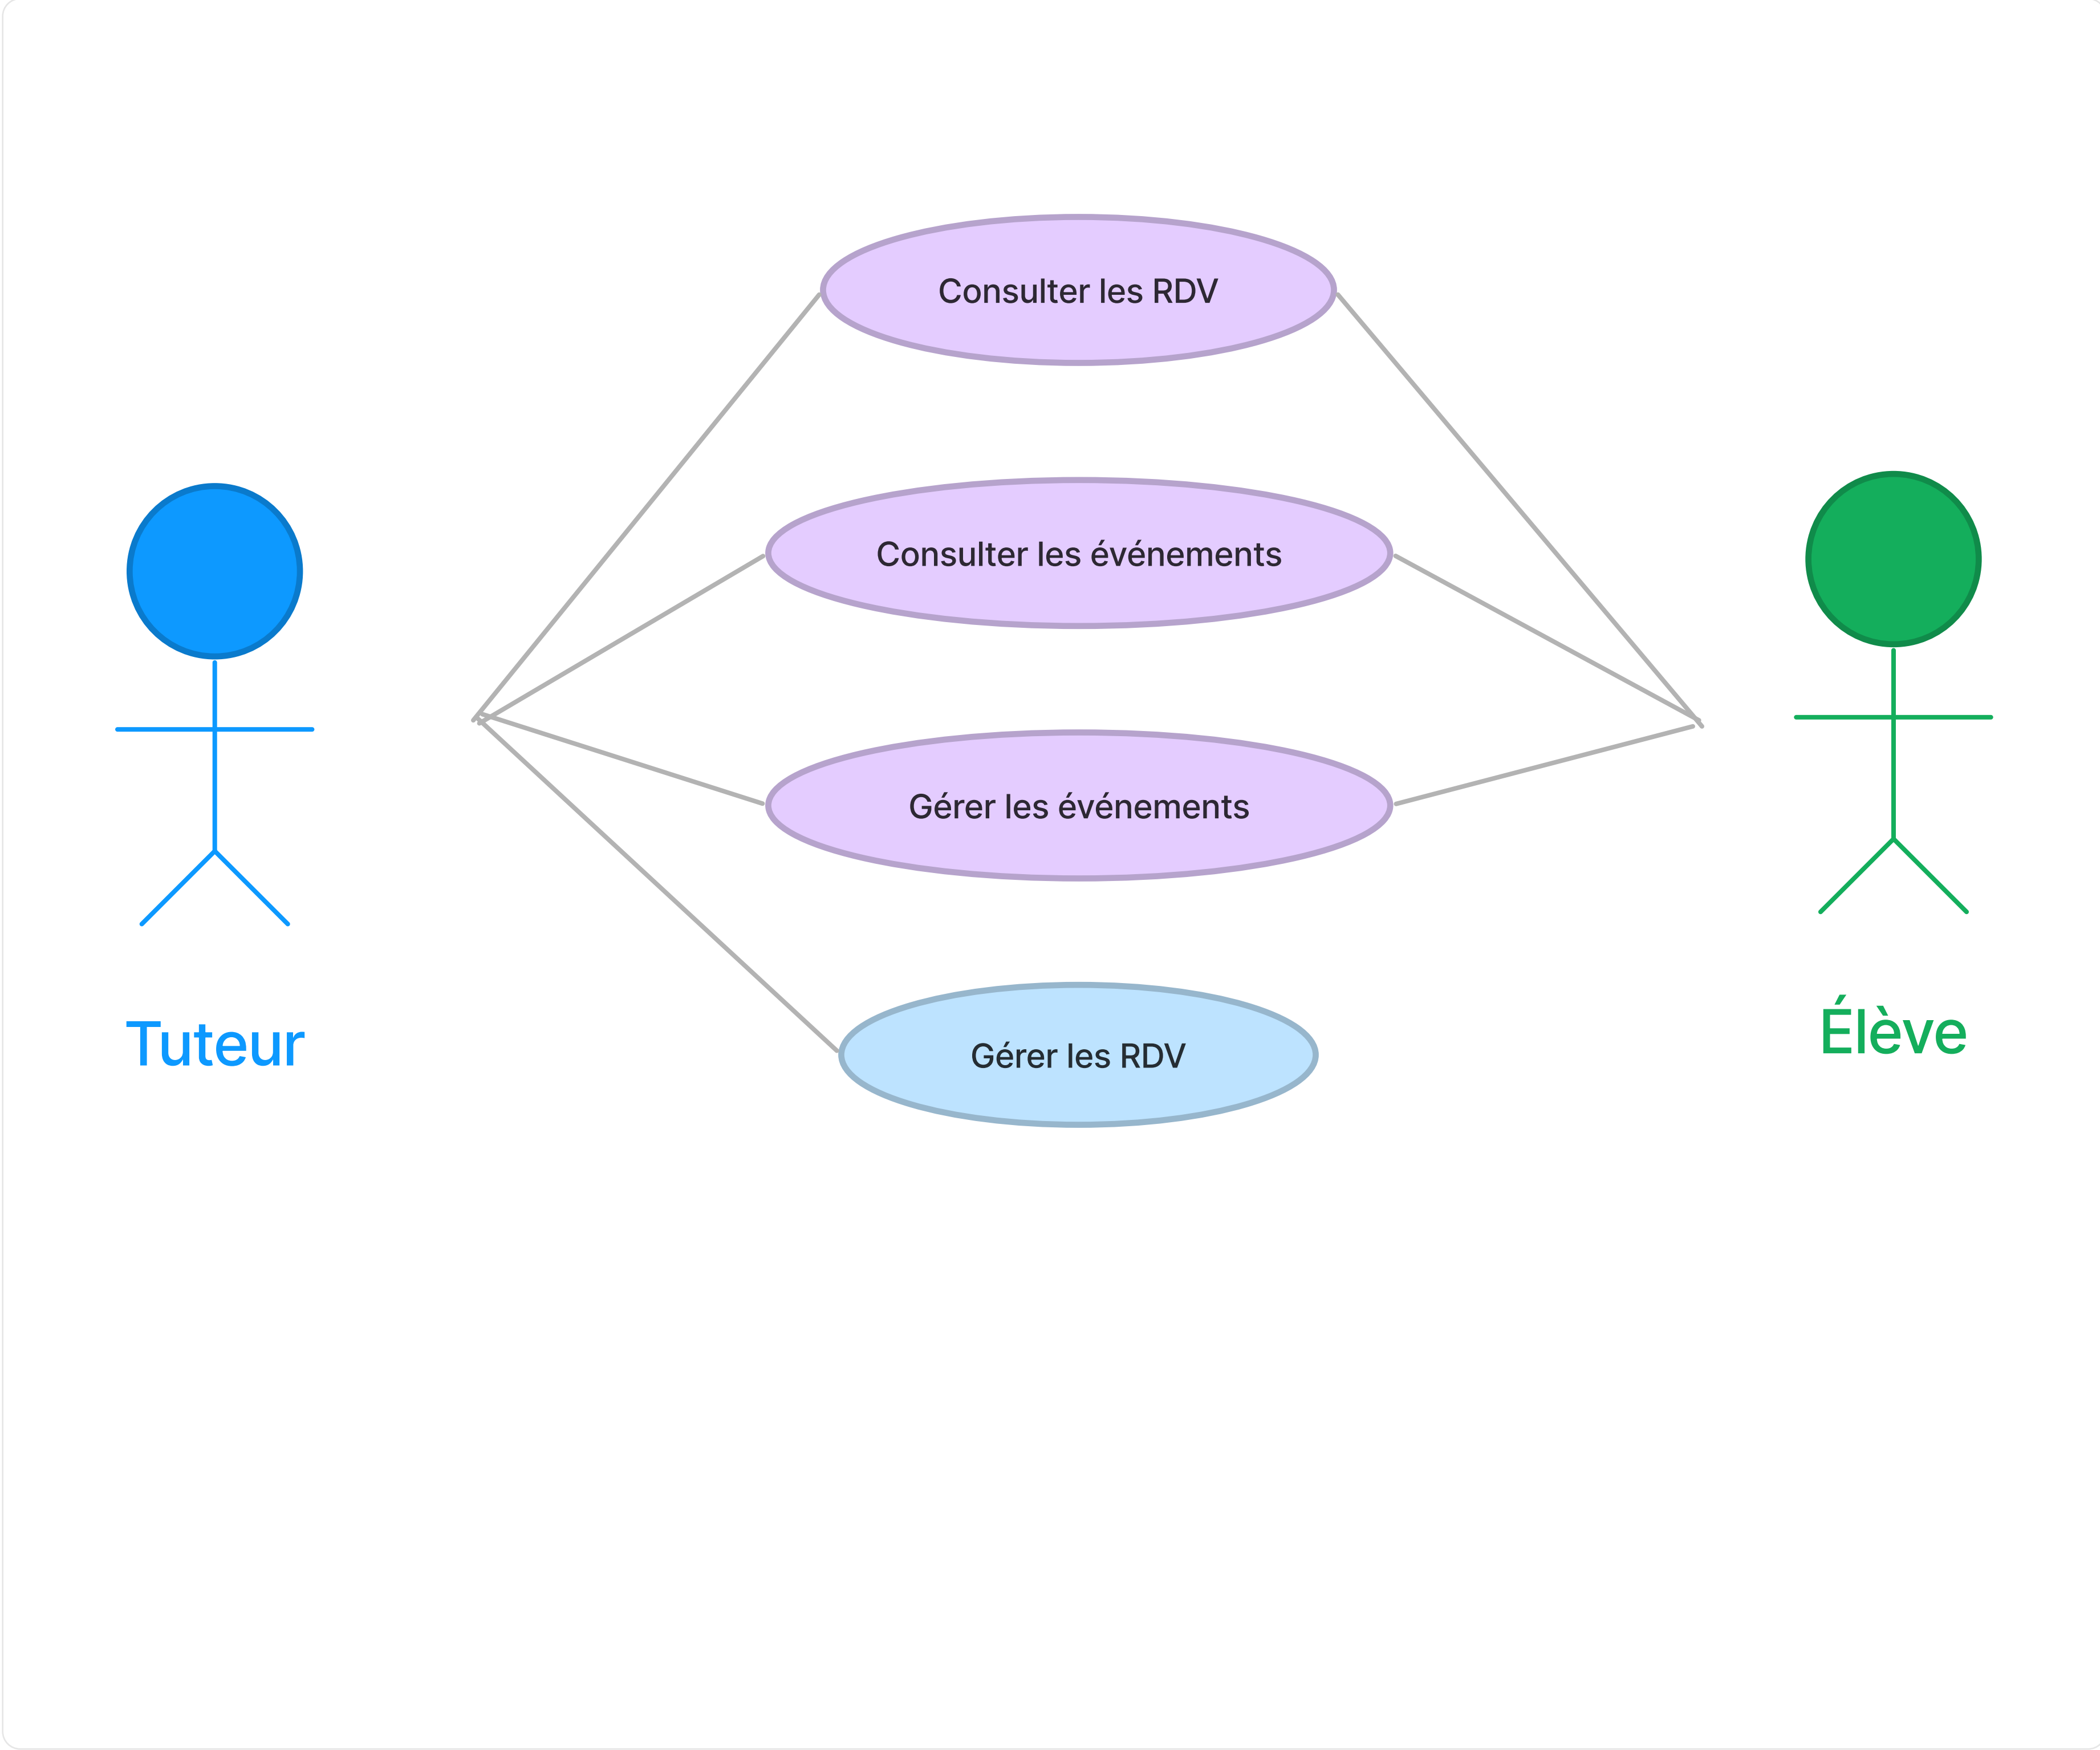 Consulter les RDV
Consulter les événements
Gérer les événements
Gérer les RDV
Tuteur
Élève